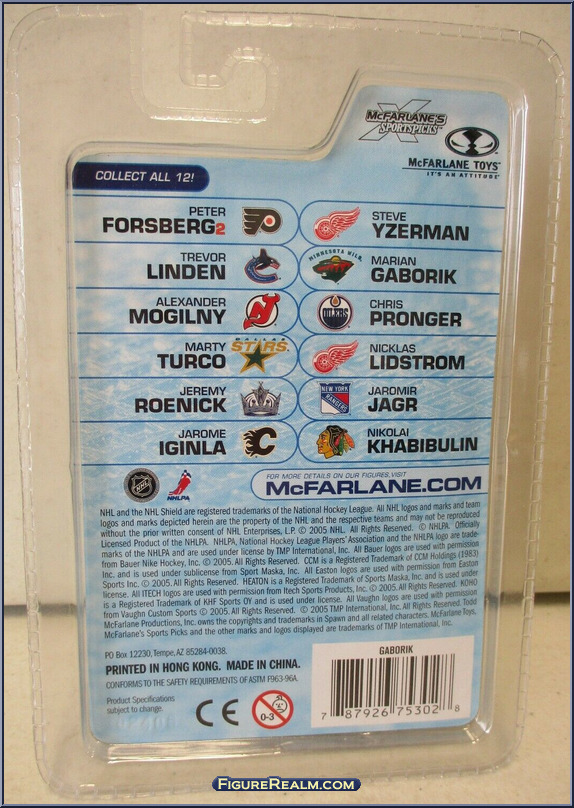 McFARLANE'S
SPORTSPICKS
McFARLANE TOYS™
IT'S AN ATTITUDE™
COLLECT ALL 12!
PETER
FORSBERG2
STEVE
YZERMAN
TREVOR
LINDEN
MINNESOTA WILD
MARIAN
GABORIK
ALEXANDER
MOGILNY
OILERS
CHRIS
PRONGER
MARTY
TURCO
DALLAS
STARS
NICKLAS
LIDSTROM
JEREMY
ROENICK
NEW YORK
RANGERS
JAROMIR
JAGR
JAROME
IGINLA
NIKOLAI
KHABIBULIN
NHL
NHLPA
FOR MORE DETAILS ON OUR FIGURES, VISIT
McFARLANE.COM
NHL and the NHL Shield are registered trademarks of the National Hockey League. All NHL logos and marks and team
logos and marks depicted herein are the property of the NHL and the respective teams and may not be reproduced
without the prior written consent of NHL Enterprises, L.P. © 2005 NHL. All Rights Reserved. © NHLPA. Officially
Licensed Product of the NHLPA. NHLPA, National Hockey League Players' Association and the NHLPA logo are trade-
marks of the NHLPA and are used under license by TMP International, Inc. All Bauer logos are used with permission
from Bauer Nike Hockey, Inc. © 2005. All Rights Reserved. CCM is a Registered Trademark of CCM Holdings (1983)
Inc. and is used under sublicense from Sport Maska, Inc. All Easton logos are used with permission from Easton
Sports Inc. © 2005. All Rights Reserved. HEATON is a Registered Trademark of Sports Maska, Inc. and is used under
license. All ITECH logos are used with permission from Itech Sports Products, Inc. © 2005. All Rights Reserved. KOHO
is a Registered Trademark of KHF Sports OY and is used under license. All Vaughn logos are used with permission
from Vaughn Custom Sports © 2005. All Rights Reserved. © 2005 TMP International, Inc. All Rights Reserved. Todd
McFarlane Productions, Inc. owns the copyrights and trademarks in Spawn and all related characters. McFarlane Toys,
McFarlane's Sports Picks and the other marks and logos displayed are trademarks of TMP International, Inc.
PO Box 12230, Tempe, AZ 85284-0038.
PRINTED IN HONG KONG. MADE IN CHINA.
CONFORMS TO THE SAFETY REQUIREMENTS OF ASTM F963-96A.
Product Specifications
subject to change.
CE
0-3
GABORIK
7 87926 75302 8
FigureRealm.com